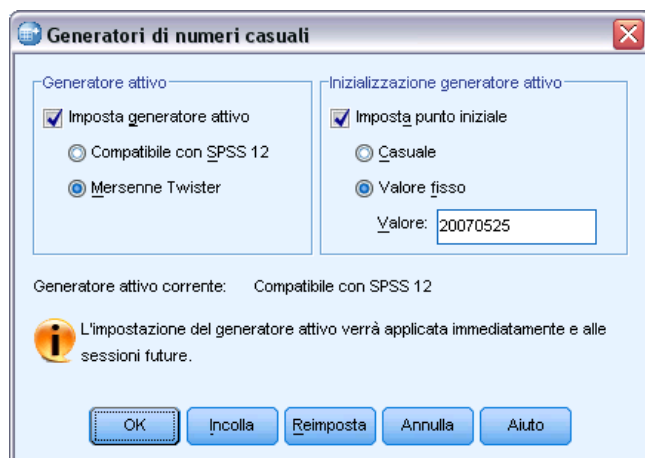 Generatori di numeri casuali
Generatore attivo
Imposta generatore attivo
Compatibile con SPSS 12
Mersenne Twister
Inizializzazione generatore attivo
Imposta punto iniziale
Casuale
Valore fisso
Valore: 20070525
Generatore attivo corrente: Compatibile con SPSS 12
L'impostazione del generatore attivo verrà applicata immediatamente e alle
sessioni future.
OK Incolla Reimposta Annulla Aiuto